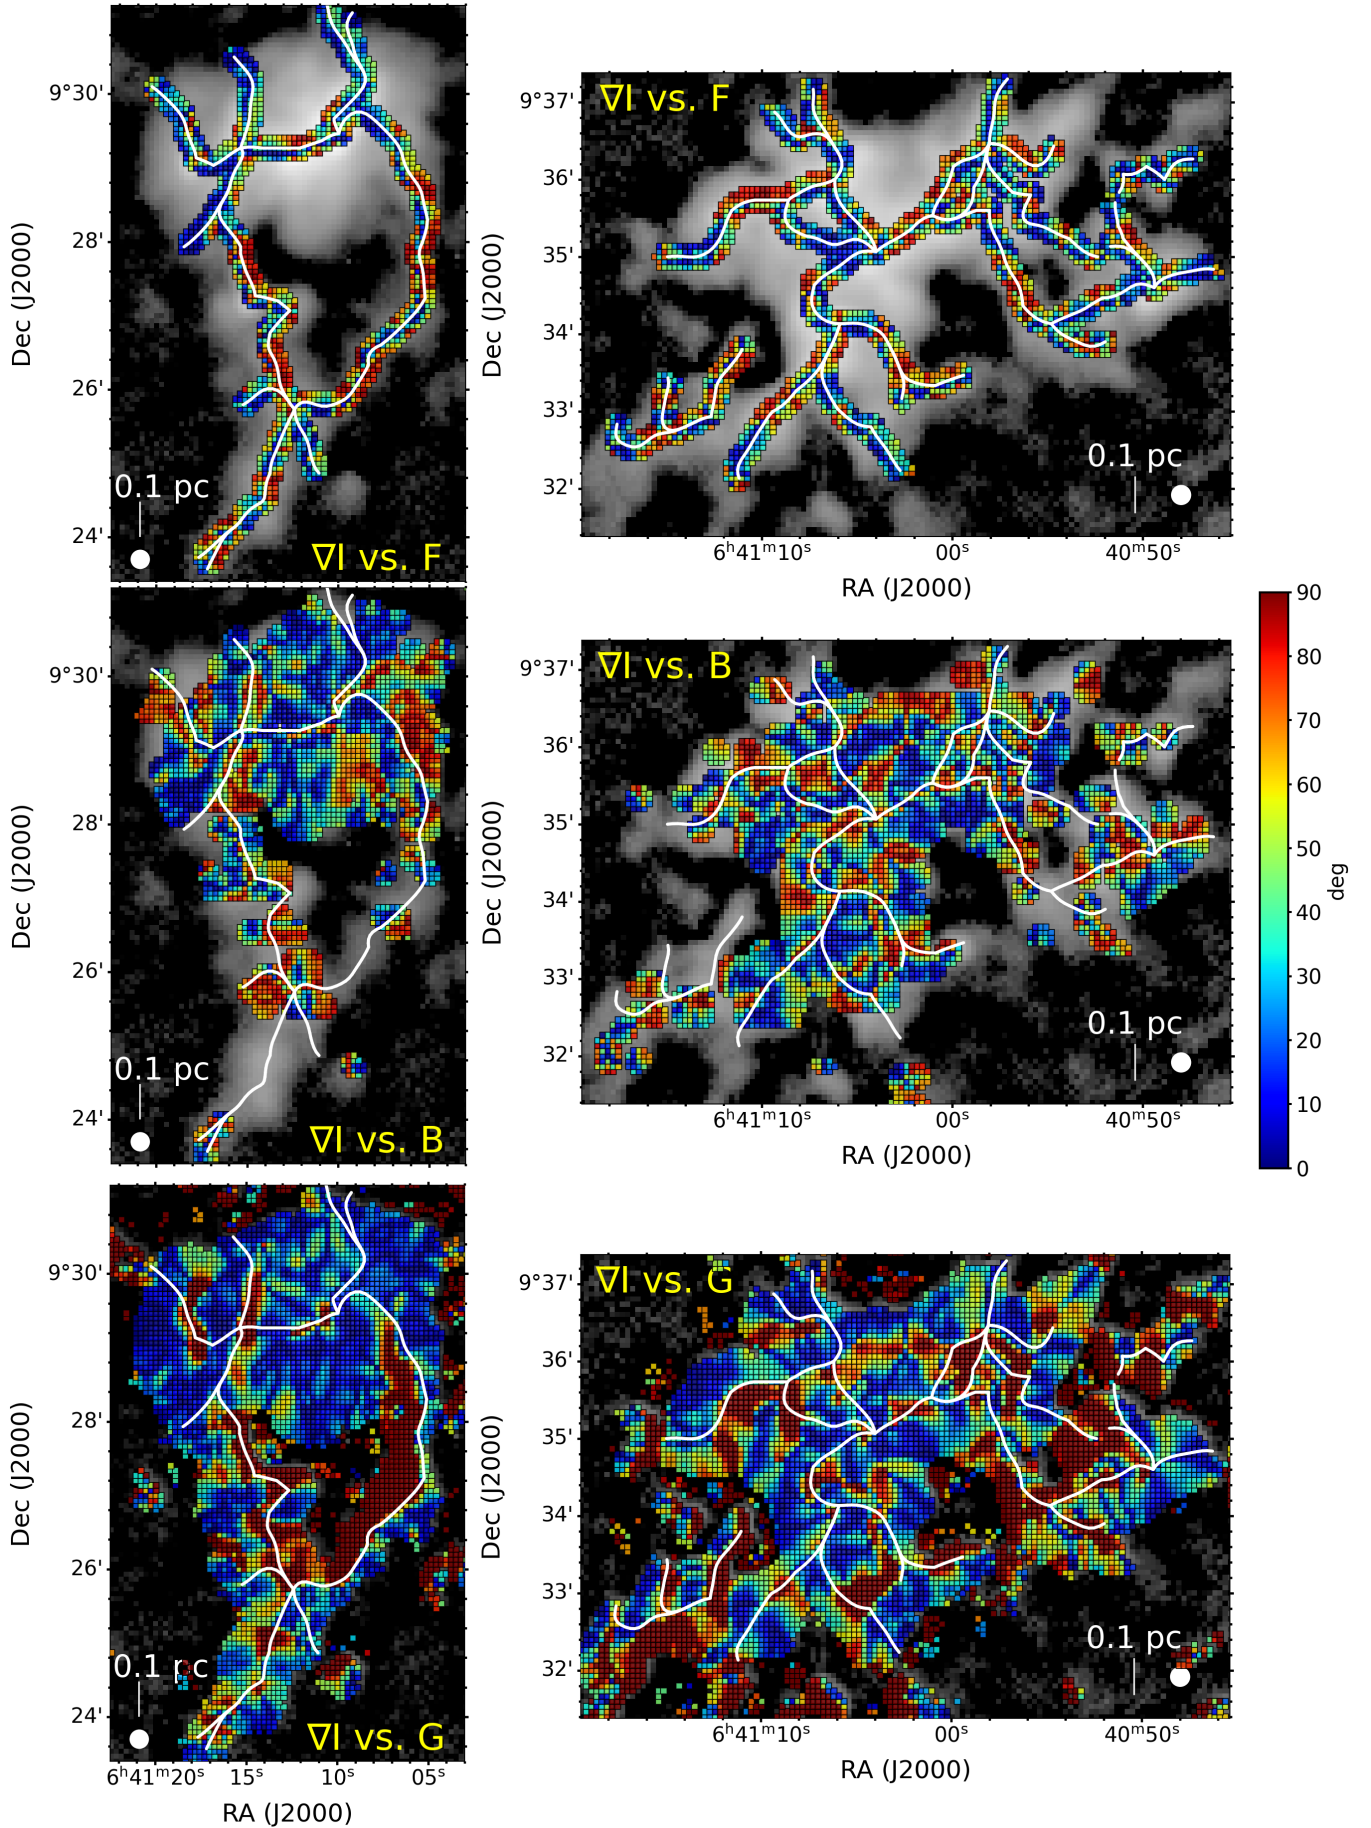 ∇I vs. F
9°30'
28'
26'
24'
Dec (J2000)
0.1 pc
∇I vs. F
9°37'
36'
35'
34'
33'
32'
Dec (J2000)
0.1 pc
6ʰ41ᵐ10ˢ 00ˢ 40ᵐ50ˢ
RA (J2000)
∇I vs. B
9°30'
28'
26'
24'
Dec (J2000)
0.1 pc
∇I vs. B
9°37'
36'
35'
34'
33'
32'
Dec (J2000)
0.1 pc
6ʰ41ᵐ10ˢ 00ˢ 40ᵐ50ˢ
RA (J2000)
90
80
70
60
50
40
30
20
10
0
deg
∇I vs. G
9°30'
28'
26'
24'
Dec (J2000)
0.1 pc
6ʰ41ᵐ20ˢ 15ˢ 10ˢ 05ˢ
RA (J2000)
∇I vs. G
9°37'
36'
35'
34'
33'
32'
Dec (J2000)
0.1 pc
6ʰ41ᵐ10ˢ 00ˢ 40ᵐ50ˢ
RA (J2000)